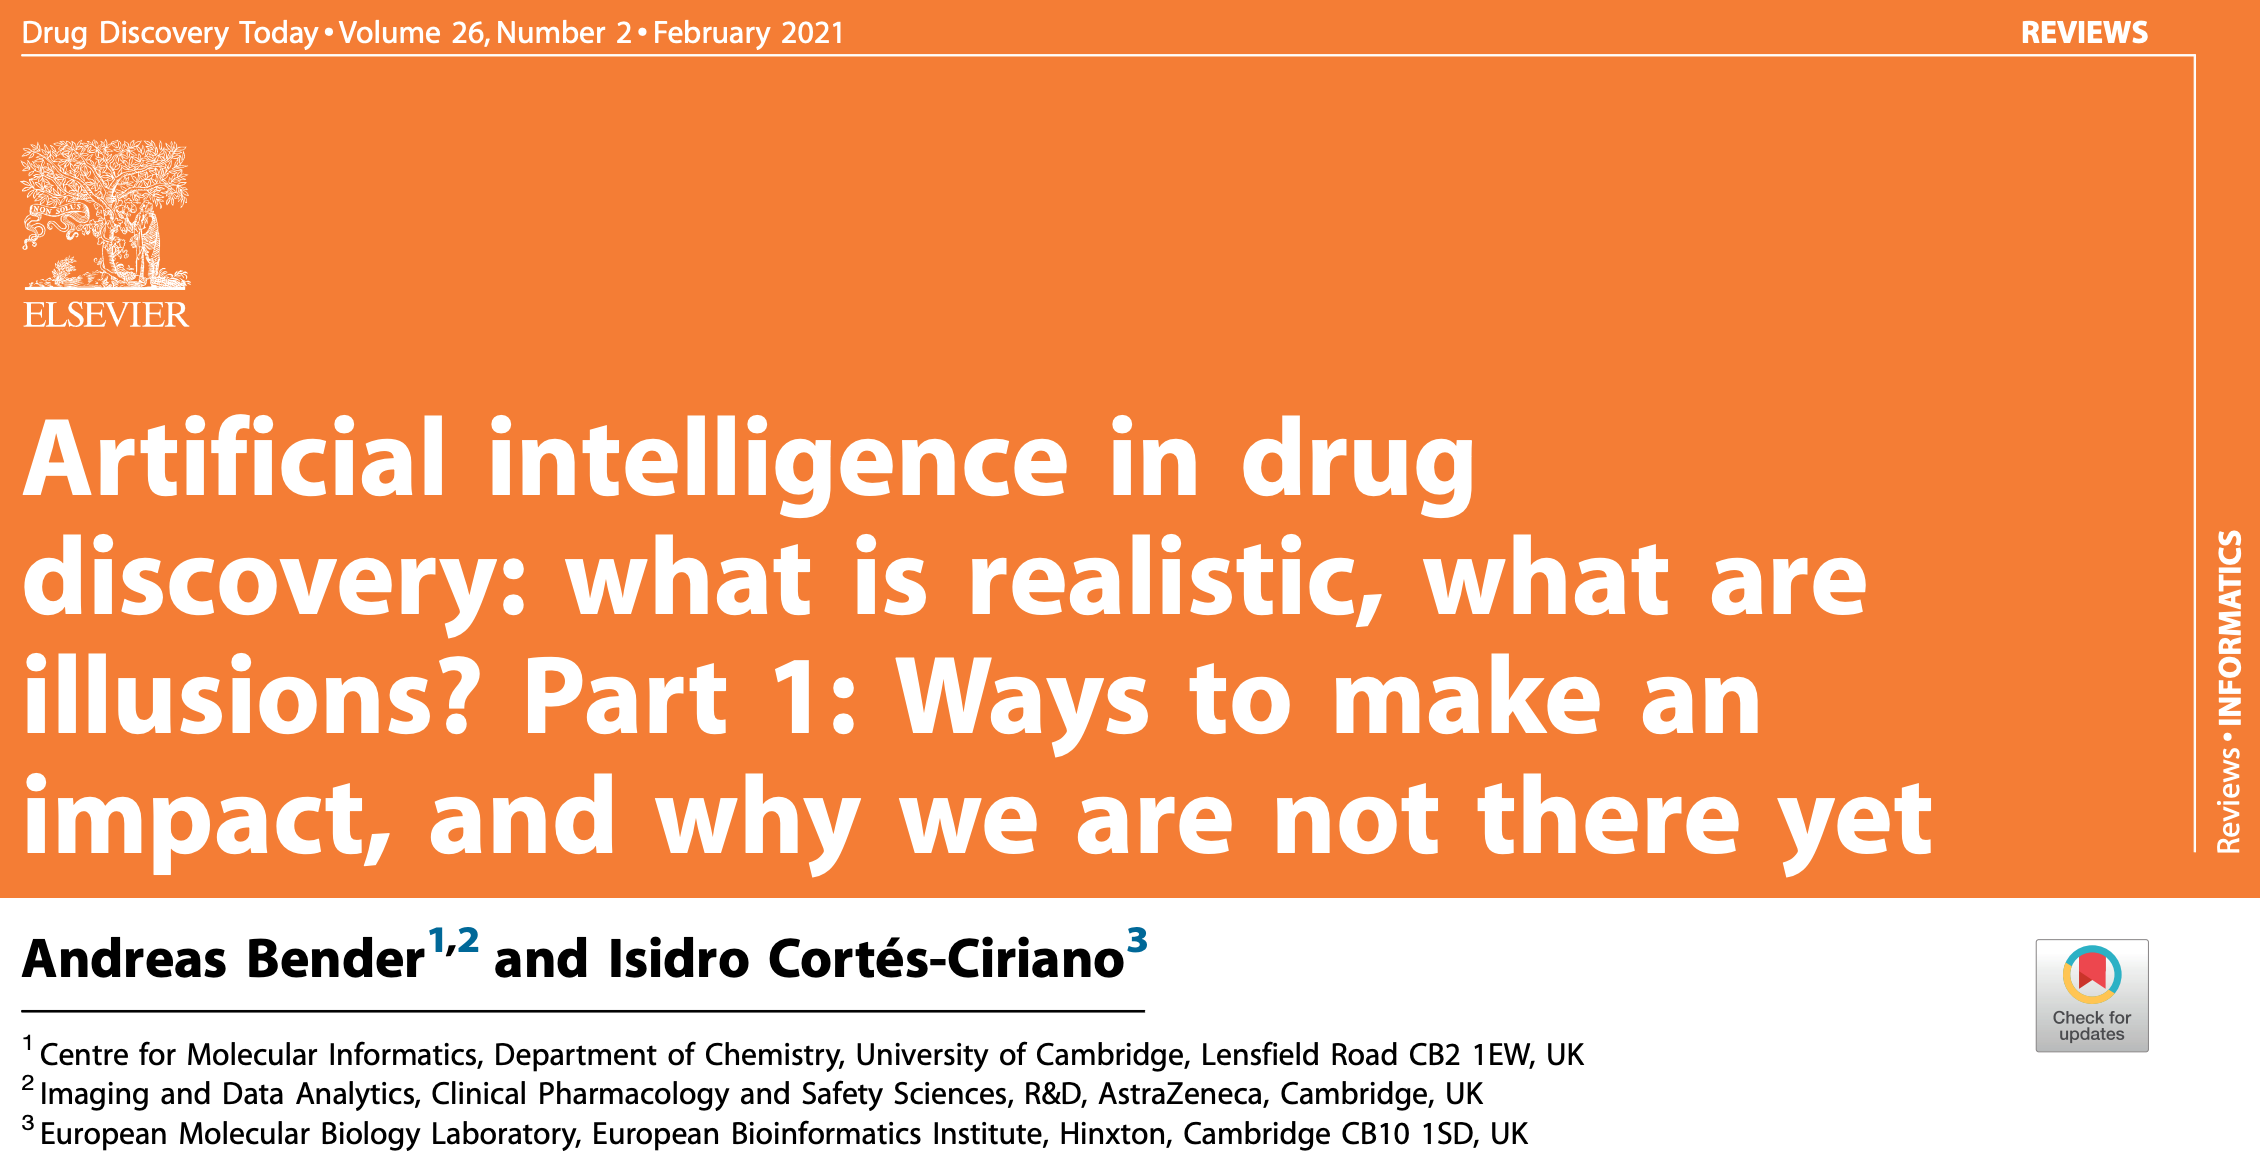 Drug Discovery Today • Volume 26, Number 2 • February 2021
REVIEWS
NON SOLUS
ELSEVIER
Artificial intelligence in drug
discovery: what is realistic, what are
illusions? Part 1: Ways to make an
impact, and why we are not there yet
Reviews • INFORMATICS
Andreas Bender1,2 and Isidro Cortés-Ciriano3
Check for
updates
1 Centre for Molecular Informatics, Department of Chemistry, University of Cambridge, Lensfield Road CB2 1EW, UK
2 Imaging and Data Analytics, Clinical Pharmacology and Safety Sciences, R&D, AstraZeneca, Cambridge, UK
3 European Molecular Biology Laboratory, European Bioinformatics Institute, Hinxton, Cambridge CB10 1SD, UK